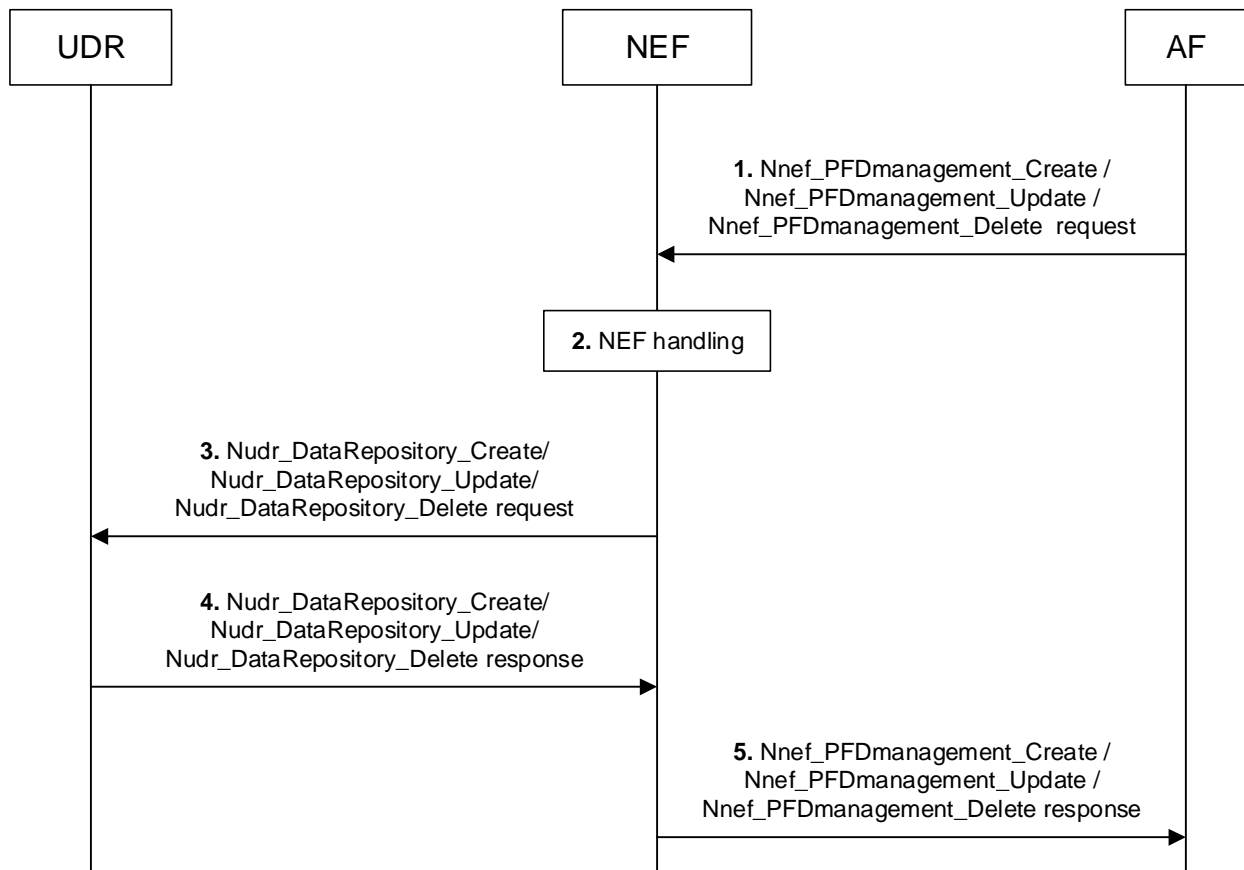 UDR
NEF
AF
1. Nnef_PFDmanagement_Create /
Nnef_PFDmanagement_Update /
Nnef_PFDmanagement_Delete  request
2. NEF handling
3. Nudr_DataRepository_Create/
Nudr_DataRepository_Update/
Nudr_DataRepository_Delete request
4. Nudr_DataRepository_Create/
Nudr_DataRepository_Update/
Nudr_DataRepository_Delete response
5. Nnef_PFDmanagement_Create /
Nnef_PFDmanagement_Update /
Nnef_PFDmanagement_Delete response